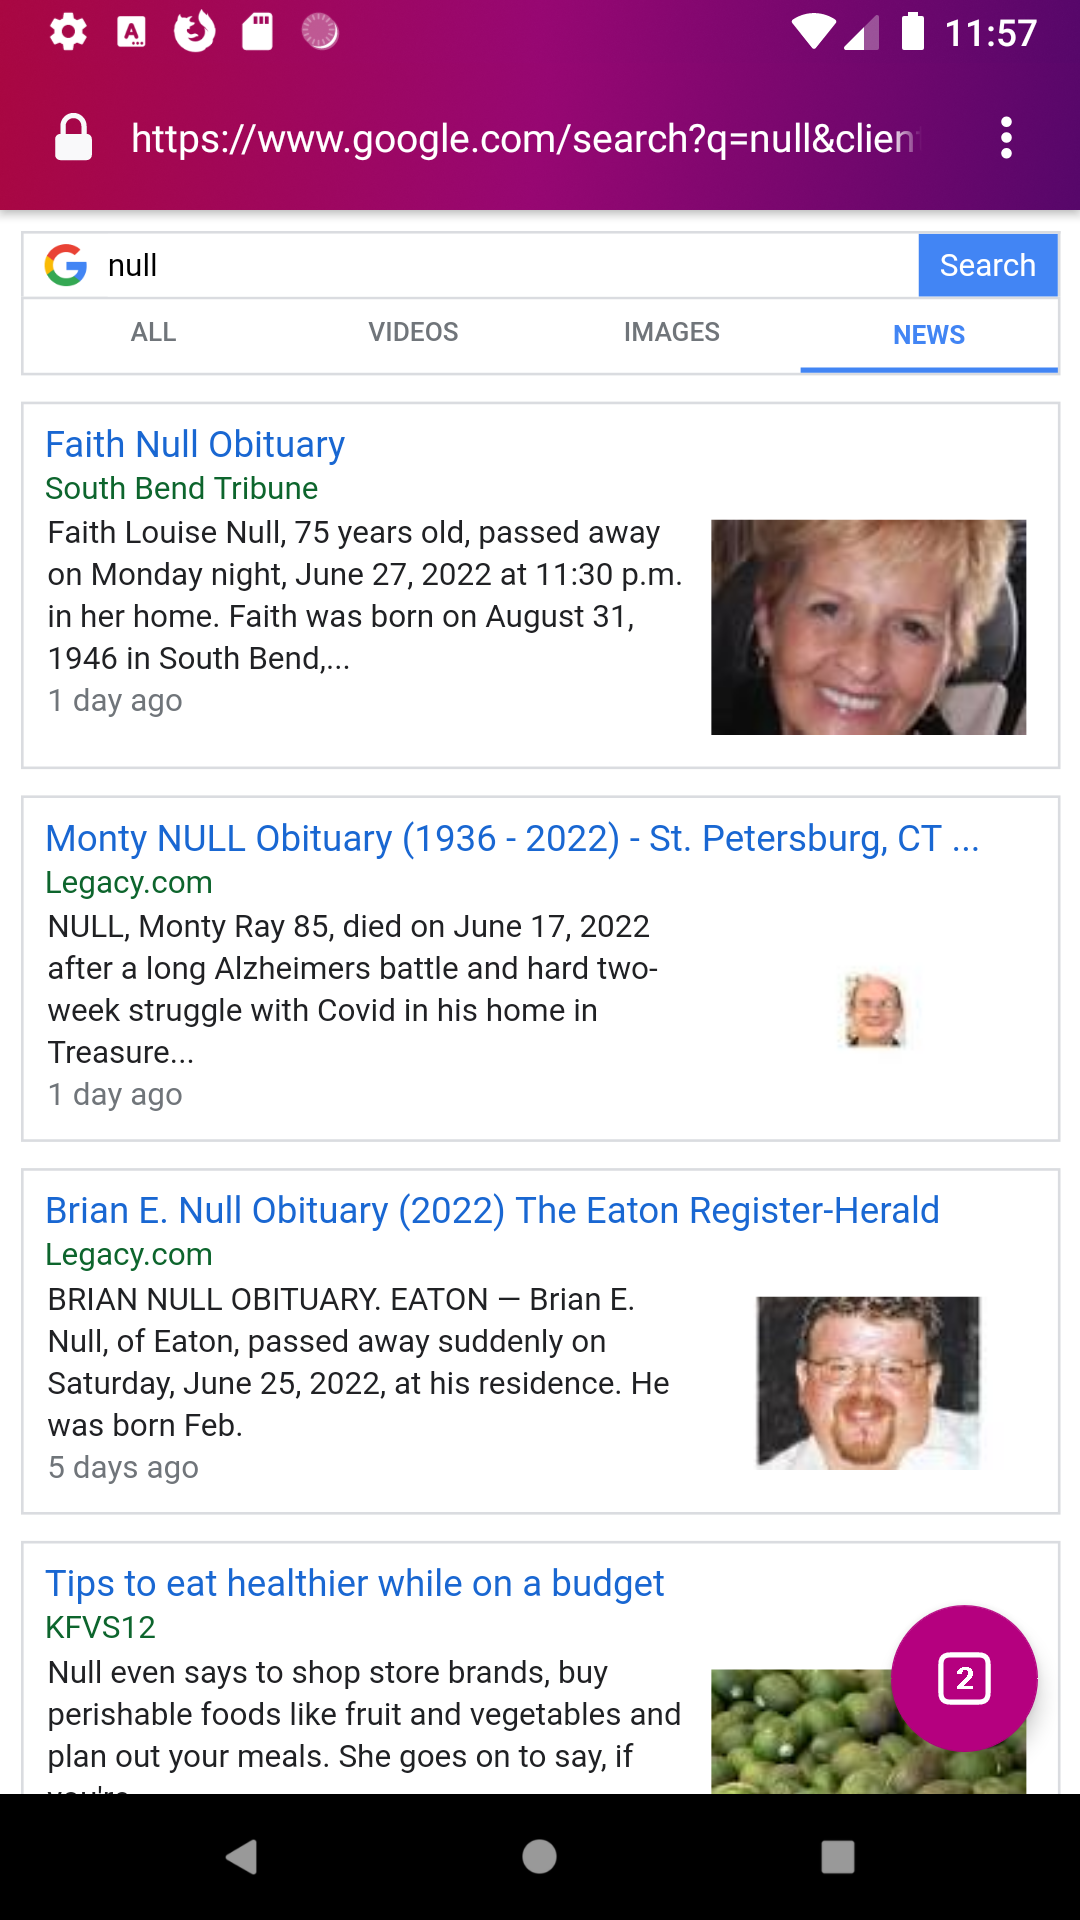 11:57
https://www.google.com/search?q=null&clien
null
Search
ALL
VIDEOS
IMAGES
NEWS
Faith Null Obituary
South Bend Tribune
Faith Louise Null, 75 years old, passed away
on Monday night, June 27, 2022 at 11:30 p.m.
in her home. Faith was born on August 31,
1946 in South Bend,...
1 day ago
Monty NULL Obituary (1936 - 2022) - St. Petersburg, CT ...
Legacy.com
NULL, Monty Ray 85, died on June 17, 2022
after a long Alzheimers battle and hard two-
week struggle with Covid in his home in
Treasure...
1 day ago
Brian E. Null Obituary (2022) The Eaton Register-Herald
Legacy.com
BRIAN NULL OBITUARY. EATON — Brian E.
Null, of Eaton, passed away suddenly on
Saturday, June 25, 2022, at his residence. He
was born Feb.
5 days ago
Tips to eat healthier while on a budget
KFVS12
Null even says to shop store brands, buy
perishable foods like fruit and vegetables and
plan out your meals. She goes on to say, if
2